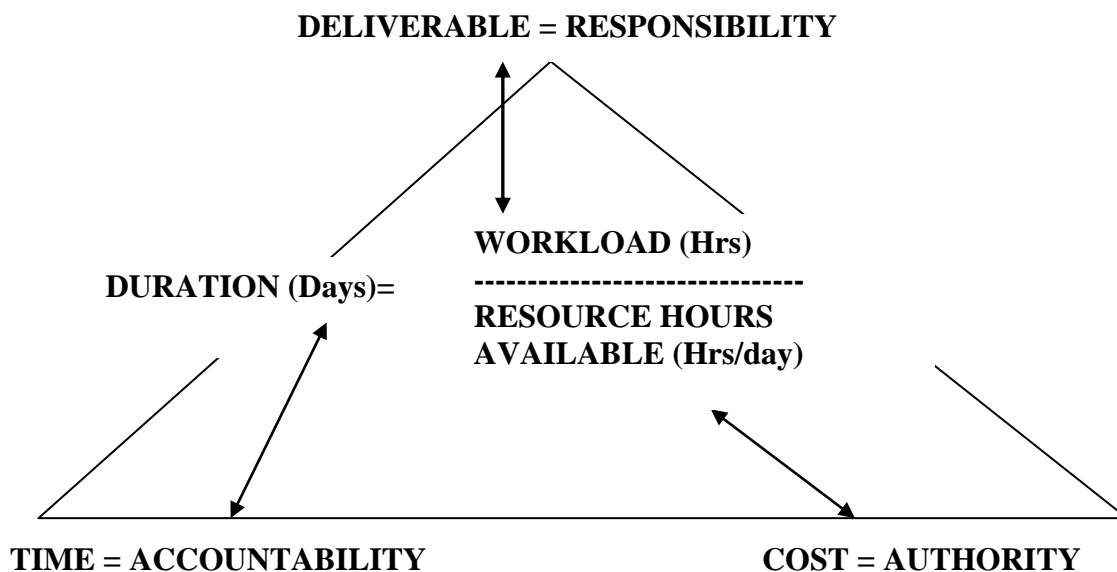 DELIVERABLE = RESPONSIBILITY
WORKLOAD (Hrs)
DURATION (Days)=
-------------------------------
RESOURCE HOURS
AVAILABLE (Hrs/day)
TIME = ACCOUNTABILITY
COST = AUTHORITY